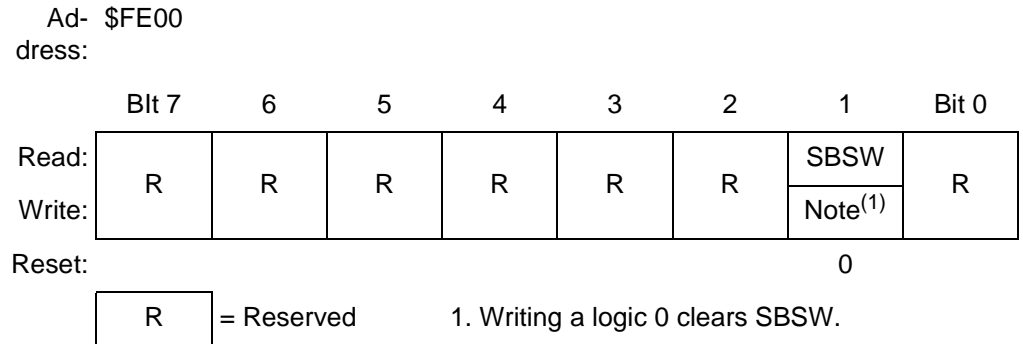 Ad- $FE00
dress:
BIt 7 6 5 4 3 2 1 Bit 0
Read: SBSW
R R R R R R R
Write: Note(1)
Reset: 0
R = Reserved 1. Writing a logic 0 clears SBSW.